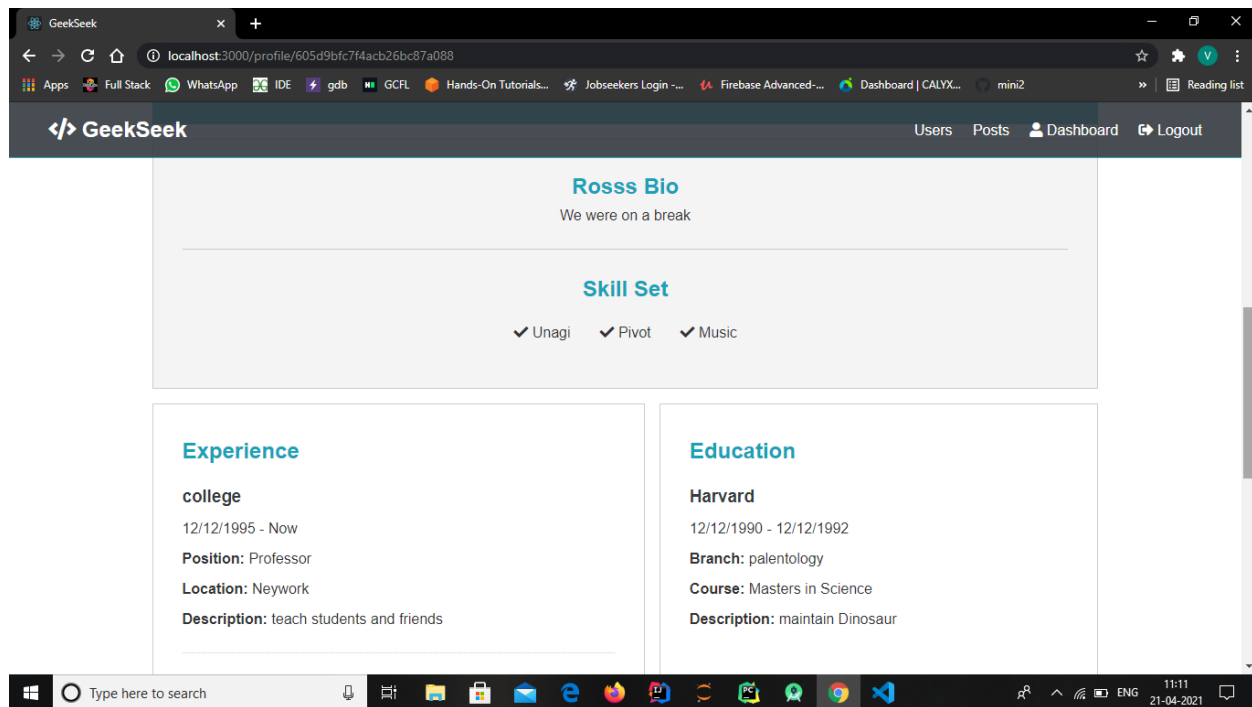 GeekSeek
localhost:3000/profile/605d9bfc7f4acb26bc87a088
Apps Full Stack WhatsApp IDE gdb GCFL Hands-On Tutorials... Jobseekers Login -... Firebase Advanced-... Dashboard | CALYX... mini2 » Reading list
</> GeekSeek Users Posts Dashboard Logout
Rosss Bio
We were on a break
Skill Set
Unagi Pivot Music
Experience
college
12/12/1995 - Now
Position: Professor
Location: Neywork
Description: teach students and friends
Education
Harvard
12/12/1990 - 12/12/1992
Branch: palentology
Course: Masters in Science
Description: maintain Dinosaur
Type here to search
ENG
11:11
21-04-2021